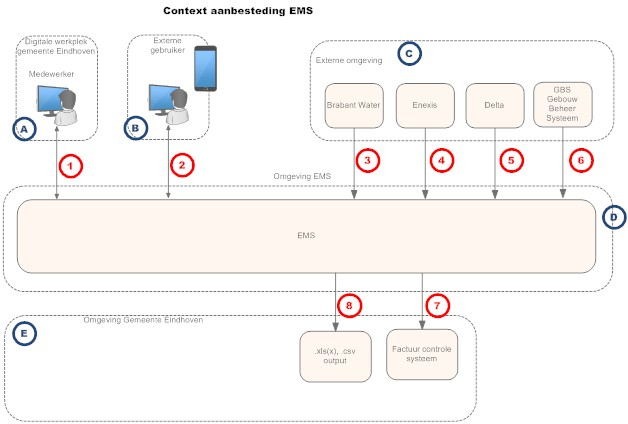 Context aanbesteding EMS
Digitale werkplek
gemeente Eindhoven
Medewerker
A
Externe
gebruiker
B
C
Externe omgeving
Brabant Water
Enexis
Delta
GBS
Gebouw
Beheer
Systeem
1
2
3
4
5
6
Omgeving EMS
D
EMS
8
7
E
Omgeving Gemeente Eindhoven
.xls(x), .csv
output
Factuur controle
systeem